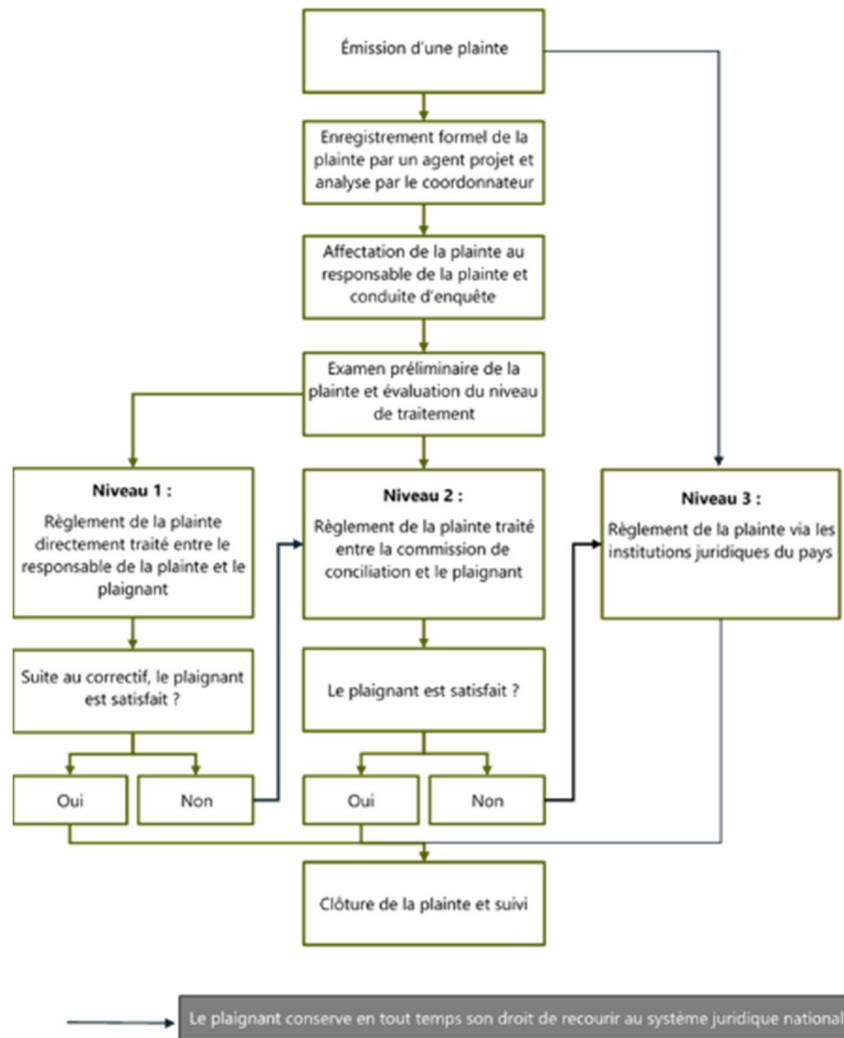 Émission d'une plainte
Enregistrement formel de la
plainte par un agent projet et
analyse par le coordonnateur
Affectation de la plainte au
responsable de la plainte et
conduite d'enquête
Examen préliminaire de la
plainte et évaluation du niveau
de traitement
Niveau 1 :
Règlement de la plainte
directement traité entre le
responsable de la plainte et le
plaignant
Niveau 2 :
Règlement de la plainte traité
entre la commission de
conciliation et le plaignant
Niveau 3 :
Règlement de la plainte via les
institutions juridiques du pays
Suite au correctif, le plaignant
est satisfait ?
Le plaignant est satisfait ?
Oui
Non
Oui
Non
Clôture de la plainte et suivi
Le plaignant conserve en tout temps son droit de recourir au système juridique national